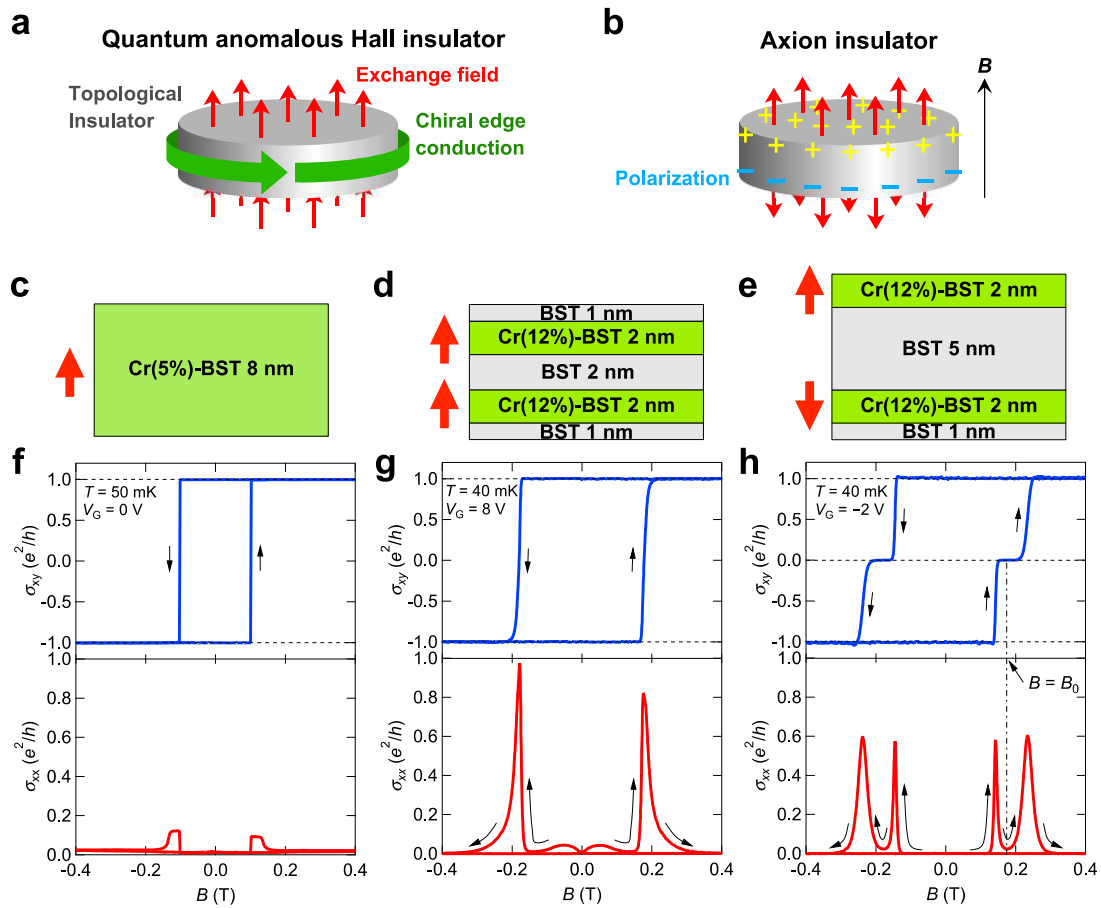 a
Quantum anomalous Hall insulator
Exchange field
Topological
Insulator
Chiral edge
conduction
b
Axion insulator
B
+ + + + + + + + + + + + +
Polarization
c
Cr(5%)-BST 8 nm
d
BST 1 nm
Cr(12%)-BST 2 nm
BST 2 nm
Cr(12%)-BST 2 nm
BST 1 nm
e
Cr(12%)-BST 2 nm
BST 5 nm
Cr(12%)-BST 2 nm
BST 1 nm
f
T = 50 mK
V_G = 0 V
σ_xy (e²/h)
1.0
0.5
0.0
-0.5
-1.0
σ_xx (e²/h)
1.0
0.8
0.6
0.4
0.2
0.0
-0.4 -0.2 0.0 0.2 0.4
B (T)
g
T = 40 mK
V_G = 8 V
σ_xy (e²/h)
1.0
0.5
0.0
-0.5
-1.0
σ_xx (e²/h)
1.0
0.8
0.6
0.4
0.2
0.0
-0.4 -0.2 0.0 0.2 0.4
B (T)
h
T = 40 mK
V_G = −2 V
σ_xy (e²/h)
1.0
0.5
0.0
-0.5
-1.0
B = B_0
σ_xx (e²/h)
1.0
0.8
0.6
0.4
0.2
0.0
-0.4 -0.2 0.0 0.2 0.4
B (T)